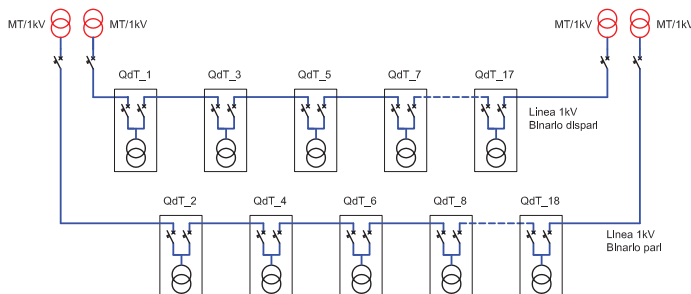 MT/1kV
MT/1kV
MT/1kV
MT/1kV
QdT_1
QdT_3
QdT_5
QdT_7
QdT_17
Linea 1kV
Binario dispari
QdT_2
QdT_4
QdT_6
QdT_8
QdT_18
Linea 1kV
Binario pari